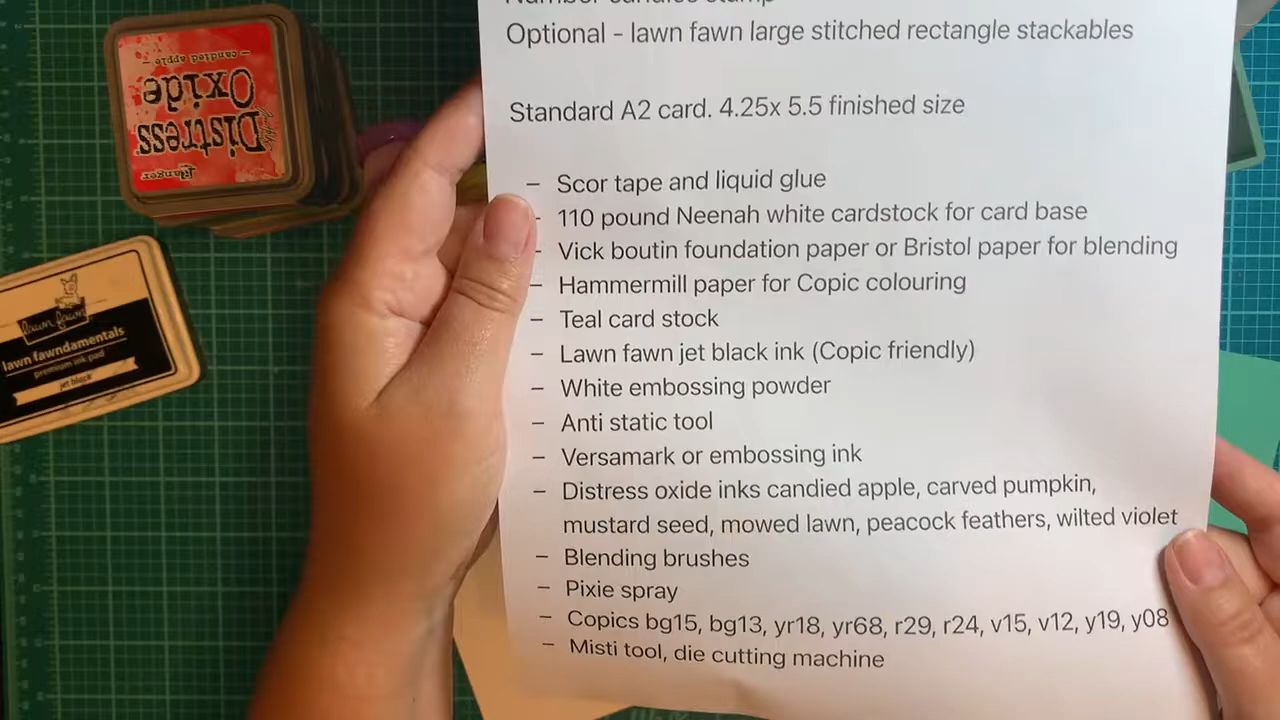 Number candles stamp
Optional - lawn fawn large stitched rectangle stackables
Standard A2 card. 4.25x 5.5 finished size
– Scor tape and liquid glue
- 110 pound Neenah white cardstock for card base
- Vick boutin foundation paper or Bristol paper for blending
– Hammermill paper for Copic colouring
– Teal card stock
– Lawn fawn jet black ink (Copic friendly)
– White embossing powder
– Anti static tool
– Versamark or embossing ink
– Distress oxide inks candied apple, carved pumpkin,
mustard seed, mowed lawn, peacock feathers, wilted violet
– Blending brushes
– Pixie spray
– Copics bg15, bg13, yr18, yr68, r29, r24, v15, v12, y19, y08
– Misti tool, die cutting machine
Ranger
Distress
Oxide
– candied apple –
lawn fawn
lawn fawndamentals
premium ink pad
jet black